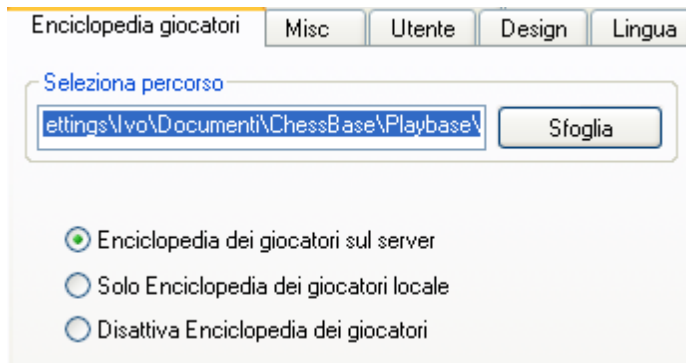 Enciclopedia giocatori Misc Utente Design Lingua
Seleziona percorso
ettings\Ivo\Documenti\ChessBase\Playbase\ Sfoglia
Enciclopedia dei giocatori sul server
Solo Enciclopedia dei giocatori locale
Disattiva Enciclopedia dei giocatori